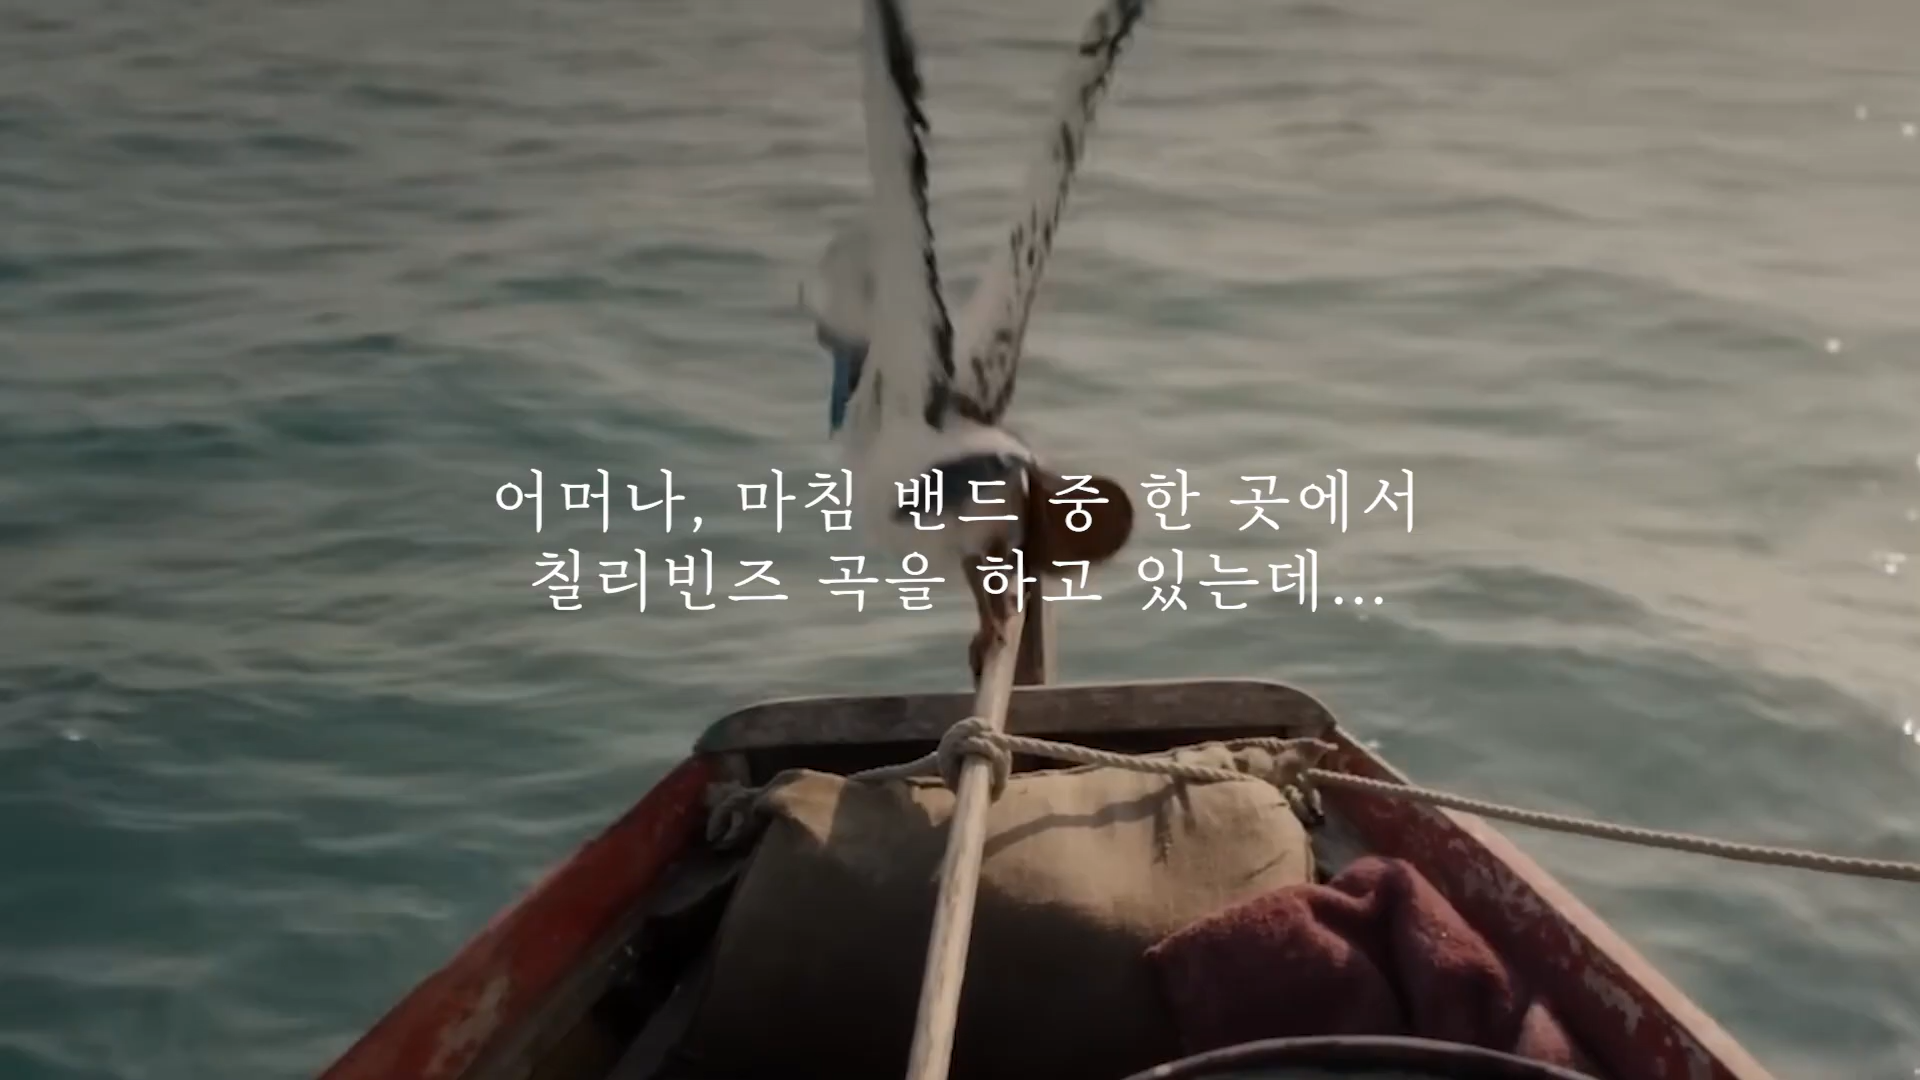 어머나, 마침 밴드 중 한 곳에서
칠리빈즈 곡을 하고 있는데...